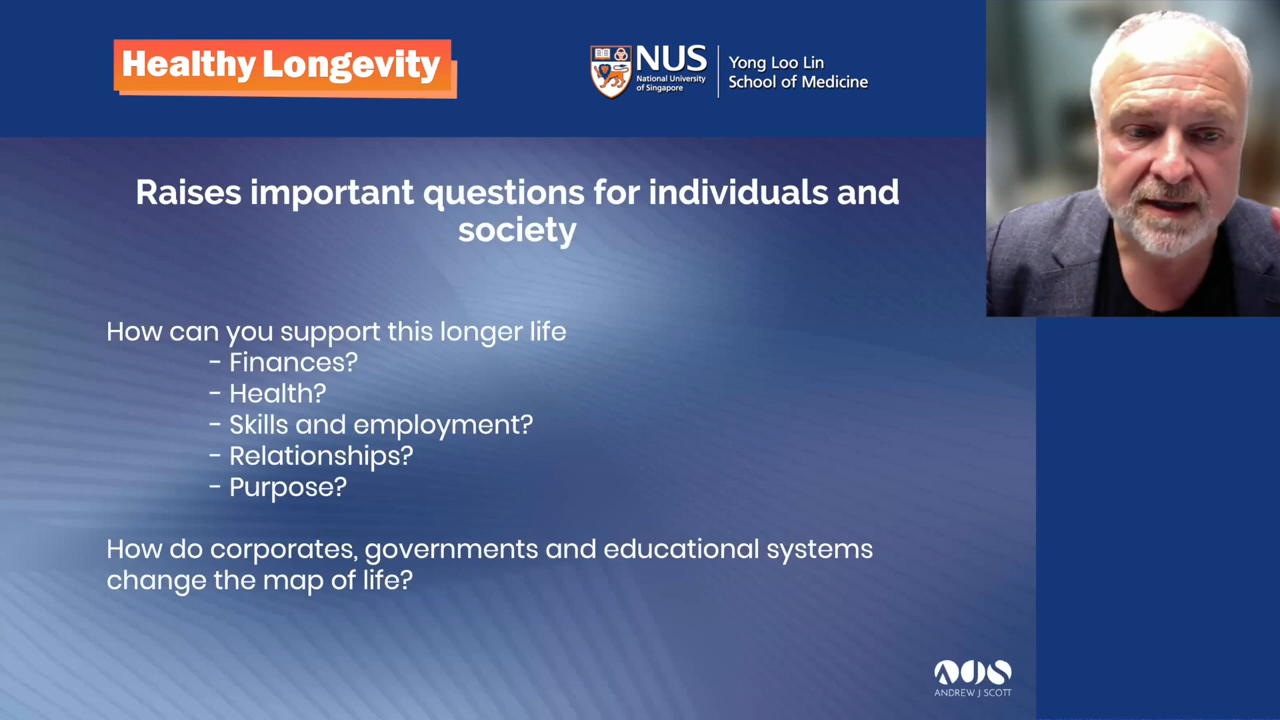 Healthy Longevity
NUS
National University
of Singapore
Yong Loo Lin
School of Medicine
Raises important questions for individuals and
society
How can you support this longer life
- Finances?
- Health?
- Skills and employment?
- Relationships?
- Purpose?
How do corporates, governments and educational systems
change the map of life?
AJS
ANDREW J SCOTT